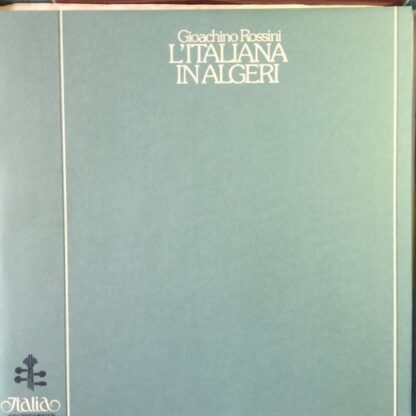 Gioachino Rossini
L'ITALIANA
IN ALGERI
Italia